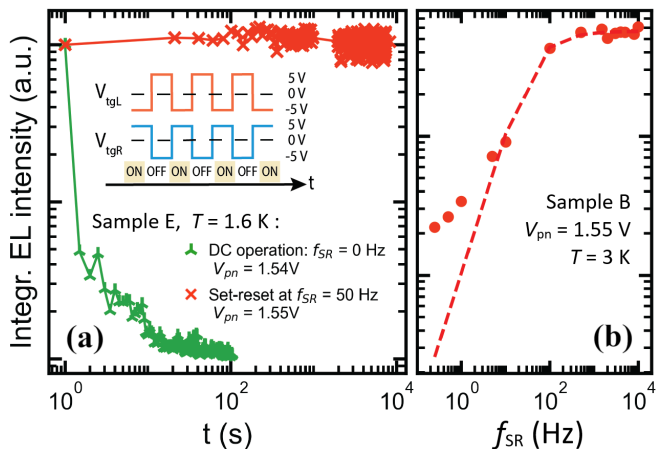 Integr. EL intensity (a.u.)
V_tgL
5 V
0 V
-5 V
V_tgR
5 V
0 V
-5 V
ON OFF ON OFF ON OFF ON
t
Sample E, T = 1.6 K :
DC operation: f_SR = 0 Hz
V_pn = 1.54V
Set-reset at f_SR = 50 Hz
V_pn = 1.55V
(a)
10^0 10^2 10^4
t (s)
Sample B
V_pn = 1.55 V
T = 3 K
(b)
10^0 10^2 10^4
f_SR (Hz)